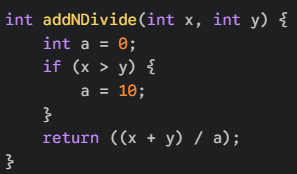 int addNDivide(int x, int y) {
    int a = 0;
    if (x > y) {
        a = 10;
    }
    return ((x + y) / a);
}